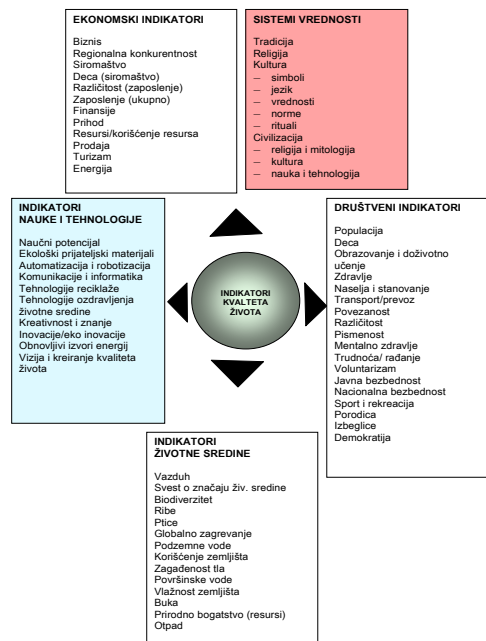 EKONOMSKI INDIKATORI
Biznis
Regionalna konkurentnost
Siromaštvo
Deca (siromaštvo)
Različitost (zaposlenje)
Zaposlenje (ukupno)
Finansije
Prihod
Resursi/korišćenje resursa
Prodaja
Turizam
Energija
SISTEMI VREDNOSTI
Tradicija
Religija
Kultura
– simboli
– jezik
– vrednosti
– norme
– rituali
Civilizacija
– religija i mitologija
– kultura
– nauka i tehnologija
INDIKATORI
NAUKE I TEHNOLOGIJE
Naučni potencijal
Ekološki prijateljski materijali
Automatizacija i robotizacija
Komunikacije i informatika
Tehnologije reciklaže
Tehnologije ozdravljenja
životne sredine
Kreativnost i znanje
Inovacije/eko inovacije
Obnovljivi izvori energij
Vizija i kreiranje kvaliteta
života
INDIKATORI
KVALTETA
ŽIVOTA
DRUŠTVENI INDIKATORI
Populacija
Deca
Obrazovanje i doživotno
učenje
Zdravlje
Naselja i stanovanje
Transport/prevoz
Povezanost
Različitost
Pismenost
Mentalno zdravlje
Trudnoća/ rađanje
Voluntarizam
Javna bezbednost
Nacionalna bezbednost
Sport i rekreacija
Porodica
Izbeglice
Demokratija
INDIKATORI
ŽIVOTNE SREDINE
Vazduh
Svest o značaju živ. sredine
Biodiverzitet
Ribe
Ptice
Globalno zagrevanje
Podzemne vode
Korišćenje zemljišta
Zagađenost tla
Površinske vode
Vlažnost zemljišta
Buka
Prirodno bogatstvo (resursi)
Otpad